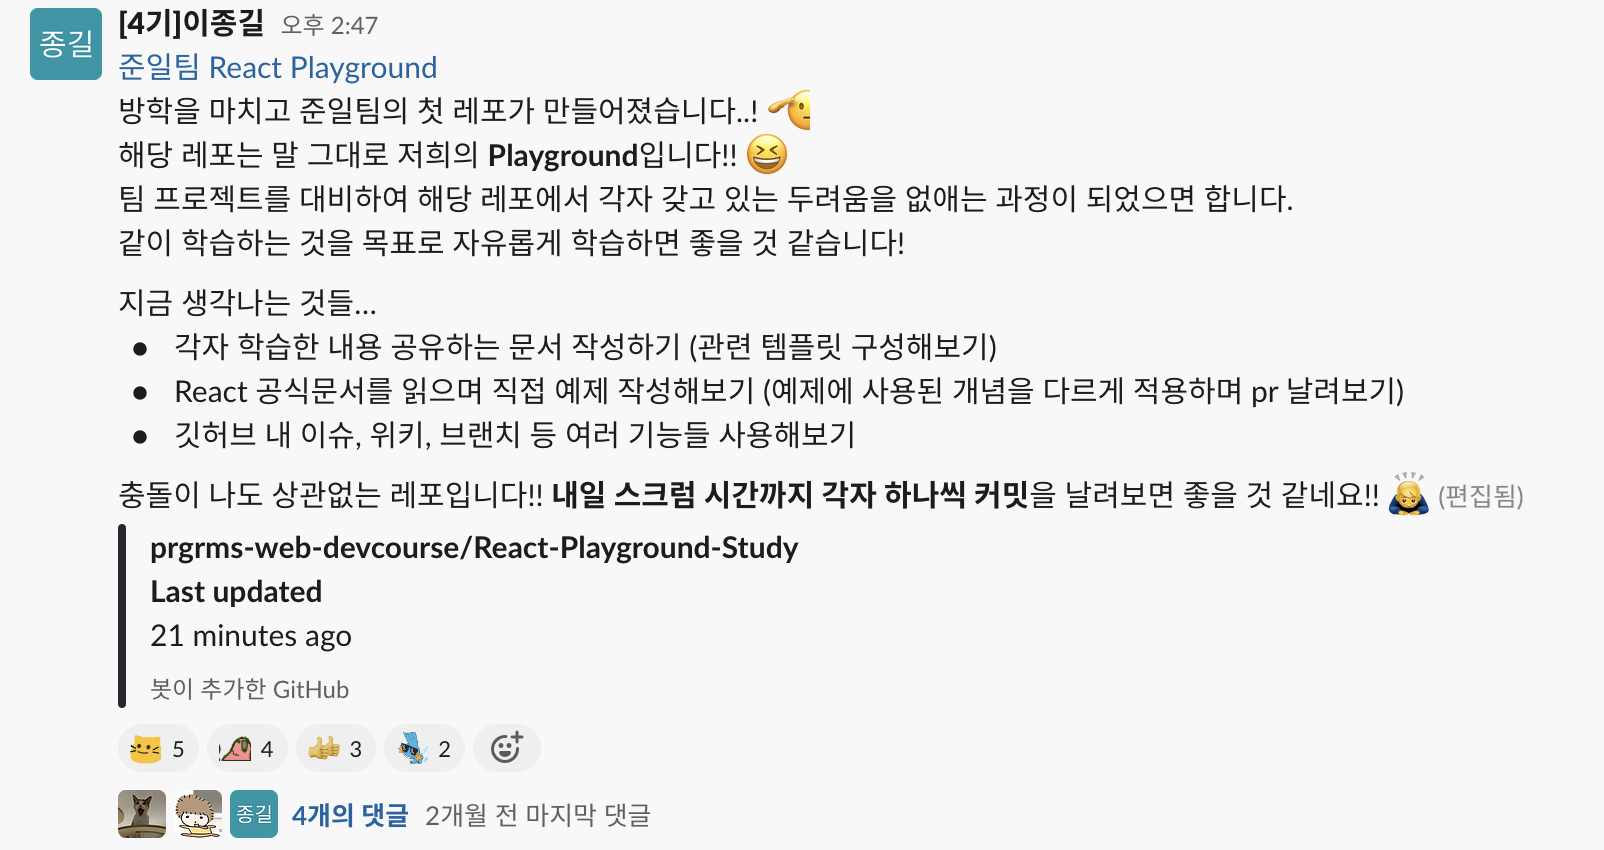 종길
[4기]이종길 오후 2:47
준일팀 React Playground
방학을 마치고 준일팀의 첫 레포가 만들어졌습니다..!
해당 레포는 말 그대로 저희의 Playground입니다!!
팀 프로젝트를 대비하여 해당 레포에서 각자 갖고 있는 두려움을 없애는 과정이 되었으면 합니다.
같이 학습하는 것을 목표로 자유롭게 학습하면 좋을 것 같습니다!
지금 생각나는 것들...
● 각자 학습한 내용 공유하는 문서 작성하기 (관련 템플릿 구성해보기)
● React 공식문서를 읽으며 직접 예제 작성해보기 (예제에 사용된 개념을 다르게 적용하며 pr 날려보기)
● 깃허브 내 이슈, 위키, 브랜치 등 여러 기능들 사용해보기
충돌이 나도 상관없는 레포입니다!! 내일 스크럼 시간까지 각자 하나씩 커밋을 날려보면 좋을 것 같네요!! (편집됨)
prgrms-web-devcourse/React-Playground-Study
Last updated
21 minutes ago
봇이 추가한 GitHub
5 4 3 2
종길 4개의 댓글 2개월 전 마지막 댓글